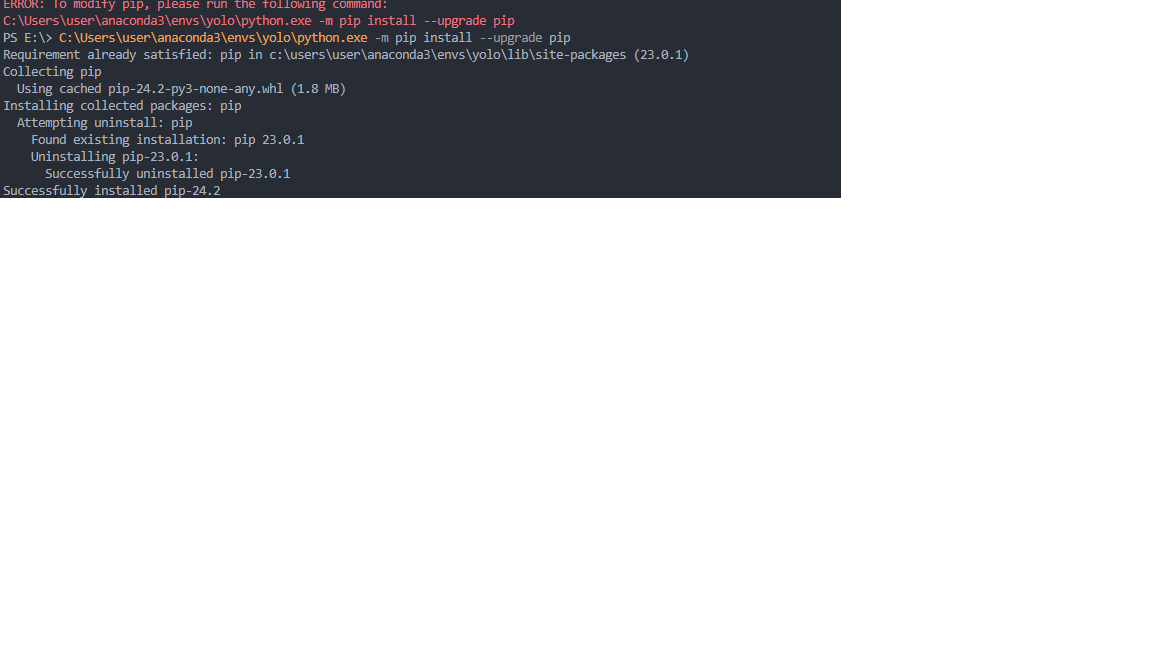 ERROR: To modify pip, please run the following command:
C:\Users\user\anaconda3\envs\yolo\python.exe -m pip install --upgrade pip
PS E:\> C:\Users\user\anaconda3\envs\yolo\python.exe -m pip install --upgrade pip
Requirement already satisfied: pip in c:\users\user\anaconda3\envs\yolo\lib\site-packages (23.0.1)
Collecting pip
  Using cached pip-24.2-py3-none-any.whl (1.8 MB)
Installing collected packages: pip
  Attempting uninstall: pip
    Found existing installation: pip 23.0.1
    Uninstalling pip-23.0.1:
      Successfully uninstalled pip-23.0.1
Successfully installed pip-24.2